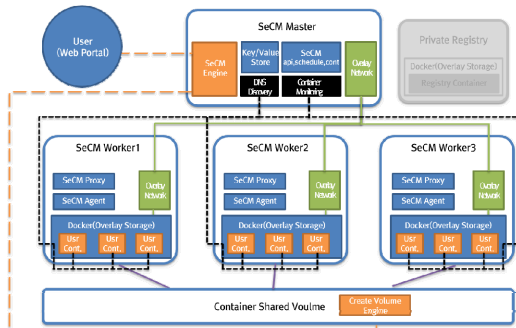 SeCM Master
User
(Web Portal)
SeCM
Engine
Key/Value
Store
SeCM
api,schedule,cont
Overlay
Network
DNS
Discovery
Container
Monitoring
Private Registry
Docker(Overlay Storage)
Registry Container
SeCM Worker1
SeCM Proxy
SeCM Agent
Overlay
Network
Docker(Overlay Storage)
Usr
Cont.
Usr
Cont.
Usr
Cont.
SeCM Woker2
SeCM Proxy
SeCM Agent
Overlay
Network
Docker(Overlay Storage)
Usr
Cont.
Usr
Cont.
Usr
Cont.
SeCM Worker3
SeCM Proxy
SeCM Agent
Overlay
Network
Docker(Overlay Storage)
Usr
Cont.
Usr
Cont.
Usr
Cont.
Container Shared Voulme
Create Volume
Engine